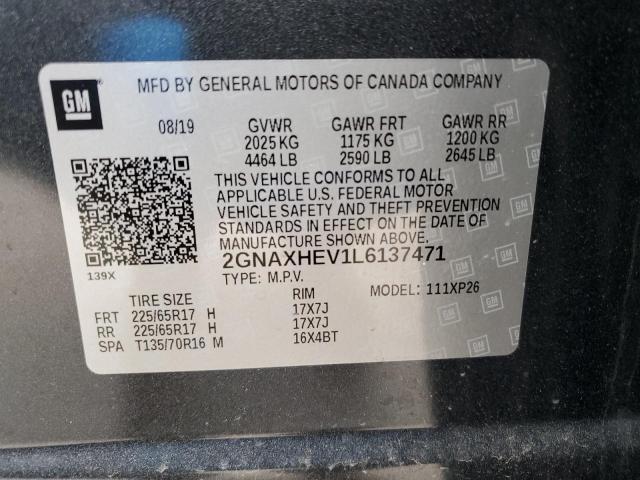 GM
MFD BY GENERAL MOTORS OF CANADA COMPANY
08/19 GVWR GAWR FRT GAWR RR
2025 KG 1175 KG 1200 KG
4464 LB 2590 LB 2645 LB
THIS VEHICLE CONFORMS TO ALL
APPLICABLE U.S. FEDERAL MOTOR
VEHICLE SAFETY AND THEFT PREVENTION
STANDARDS IN EFFECT ON THE DATE OF
MANUFACTURE SHOWN ABOVE.
139X
2GNAXHEV1L6137471
TYPE: M.P.V. MODEL: 111XP26
TIRE SIZE RIM
FRT 225/65R17 H 17X7J
RR 225/65R17 H 17X7J
SPA T135/70R16 M 16X4BT